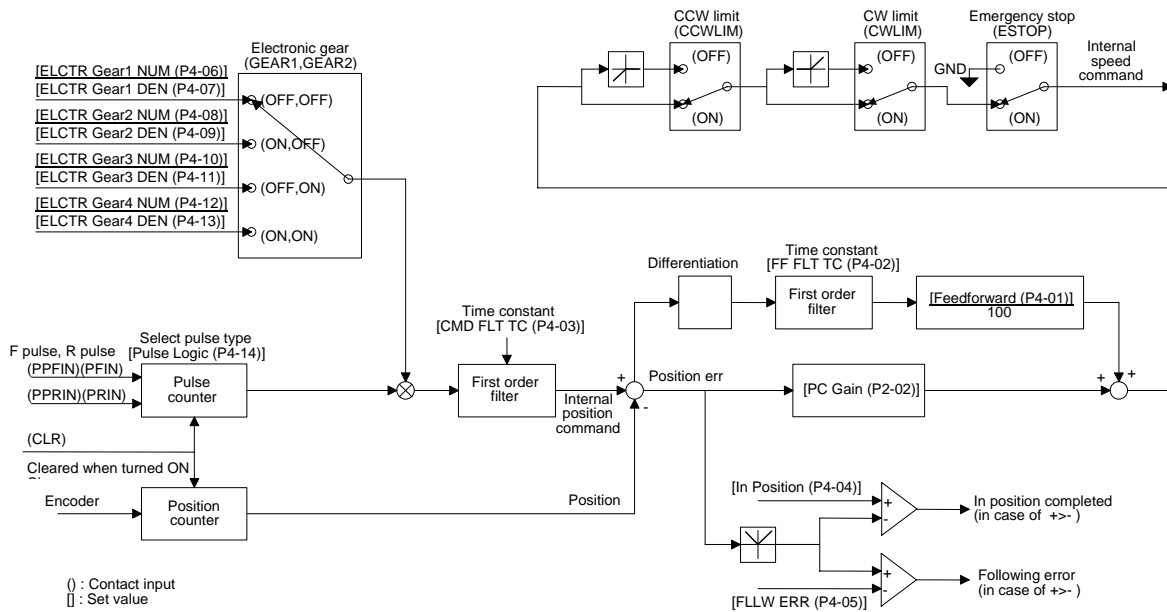 CCW limit
(CCWLIM)
CW limit
(CWLIM)
Emergency stop
(ESTOP)
Internal
speed
command
(OFF)
(OFF)
(OFF)
GND
(ON)
(ON)
(ON)
Electronic gear
(GEAR1,GEAR2)
[ELCTR Gear1 NUM (P4-06)]
[ELCTR Gear1 DEN (P4-07)]
[ELCTR Gear2 NUM (P4-08)]
[ELCTR Gear2 DEN (P4-09)]
[ELCTR Gear3 NUM (P4-10)]
[ELCTR Gear3 DEN (P4-11)]
[ELCTR Gear4 NUM (P4-12)]
[ELCTR Gear4 DEN (P4-13)]
(OFF,OFF)
(ON,OFF)
(OFF,ON)
(ON,ON)
Differentiation
Time constant
[FF FLT TC (P4-02)]
First order
filter
[Feedforward (P4-01)]
100
Time constant
[CMD FLT TC (P4-03)]
First order
filter
Select pulse type
[Pulse Logic (P4-14)]
F pulse, R pulse
(PPFIN)(PFIN)
(PPRIN)(PRIN)
Pulse
counter
+
-
Internal
position
command
Position err
[PC Gain (P2-02)]
+
+
(CLR)
Cleared when turned ON
Encoder
Position
counter
Position
[In Position (P4-04)]
+
-
In position completed
(in case of +>- )
+
-
Following error
(in case of +>-)
[FLLW ERR (P4-05)]
() : Contact input
[] : Set value